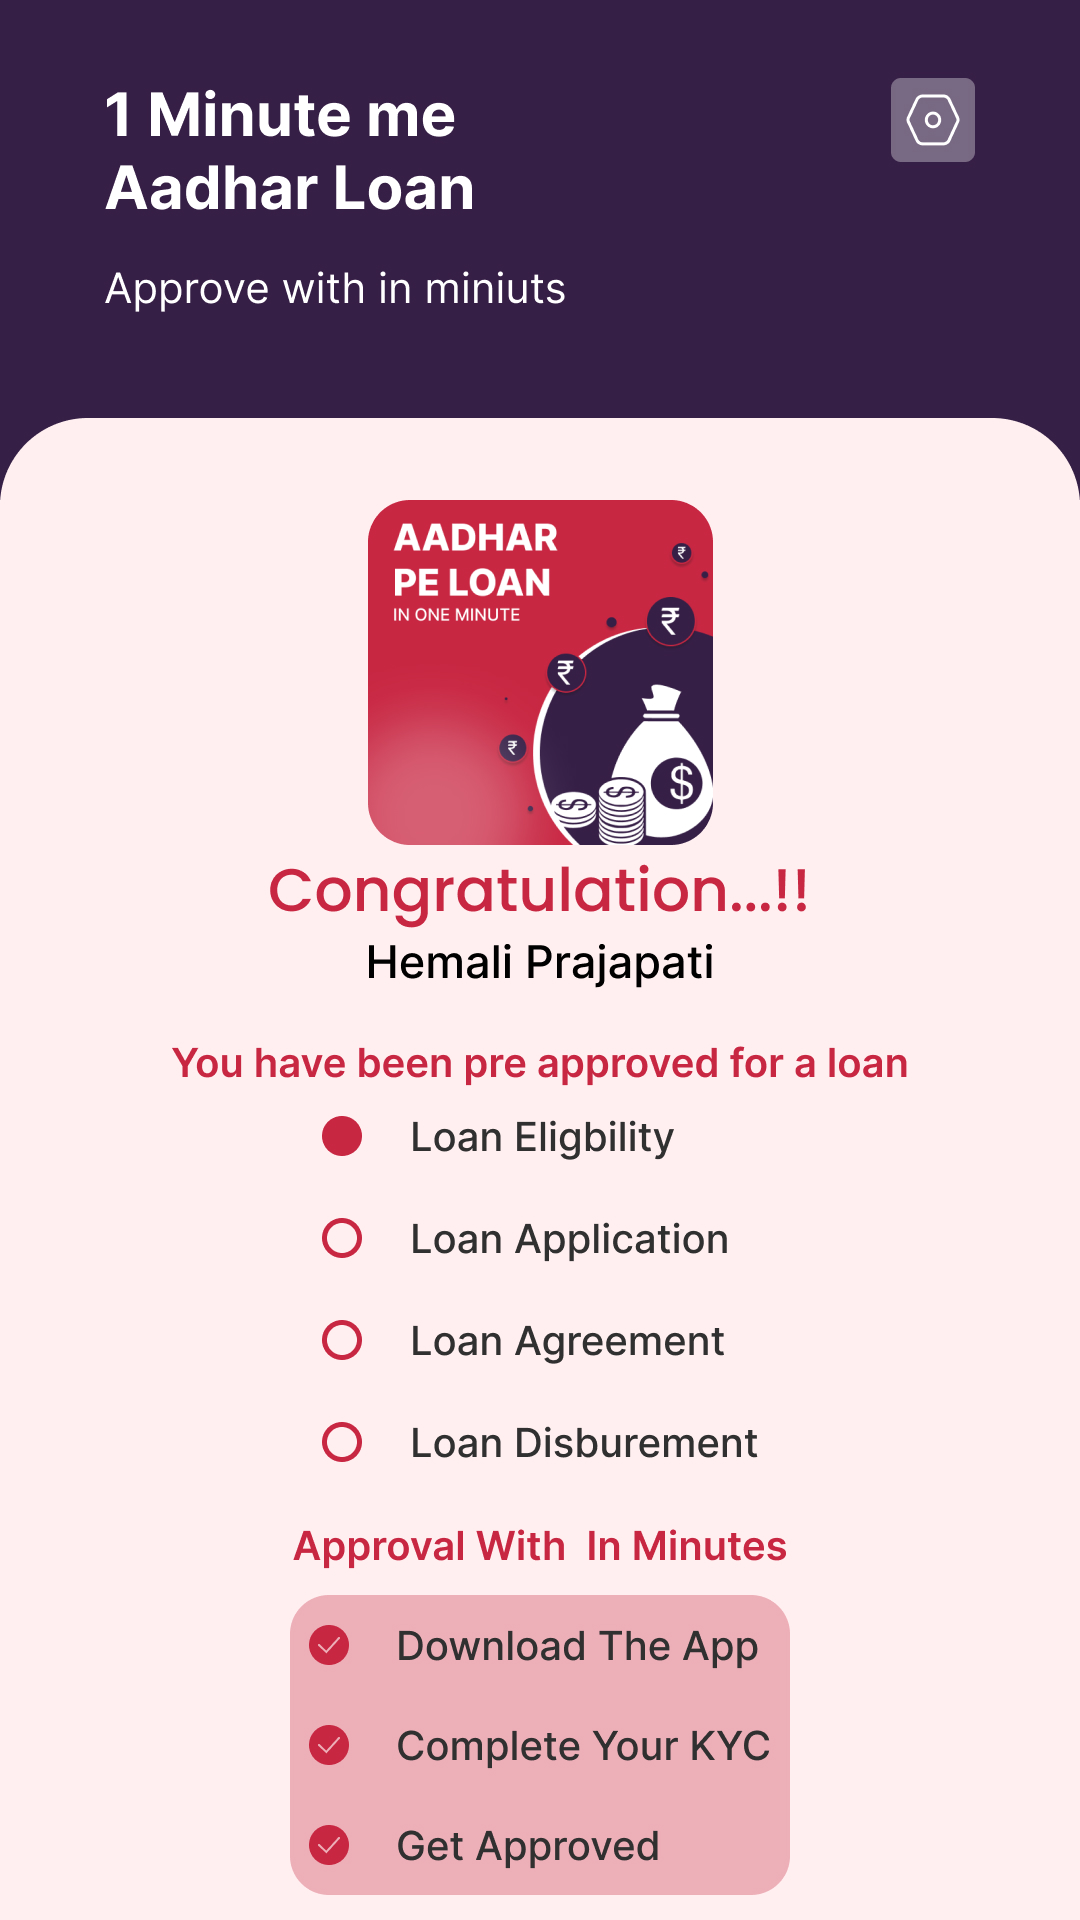 1 Minute me
Aadhar Loan
Approve with in miniuts
AADHAR
PE LOAN
IN ONE MINUTE
₹
₹
₹
₹
$
$
$
Congratulation...!!
Hemali Prajapati
You have been pre approved for a loan
Loan Eligbility
Loan Application
Loan Agreement
Loan Disburement
Approval With  In Minutes
Download The App
Complete Your KYC
Get Approved